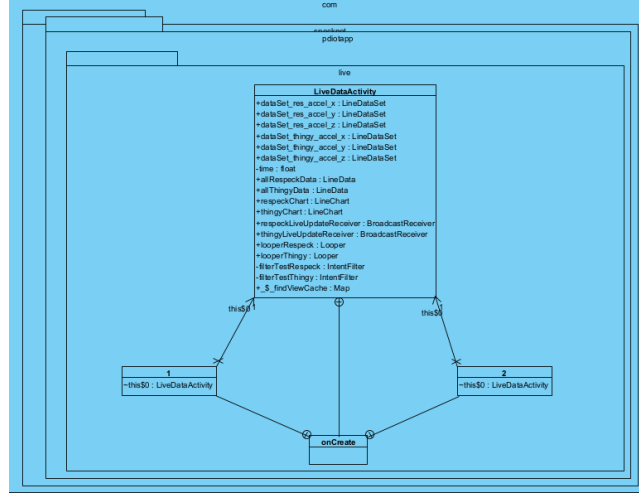 com
pdiotapp
live
LiveDataActivity
+dataSet_res_accel_x : LineDataSet
+dataSet_res_accel_y : LineDataSet
+dataSet_res_accel_z : LineDataSet
+dataSet_thingy_accel_x : LineDataSet
+dataSet_thingy_accel_y : LineDataSet
+dataSet_thingy_accel_z : LineDataSet
-time : float
+allRespeckData : LineData
+allThingyData : LineData
+respeckChart : LineChart
+thingyChart : LineChart
+respeckLiveUpdateReceiver : BroadcastReceiver
+thingyLiveUpdateReceiver : BroadcastReceiver
+looperRespeck : Looper
+looperThingy : Looper
-filterTestRespeck : IntentFilter
-filterTestThingy : IntentFilter
+_$_findViewCache : Map
this$0 1
1
this$0
1
~this$0 : LiveDataActivity
2
~this$0 : LiveDataActivity
onCreate